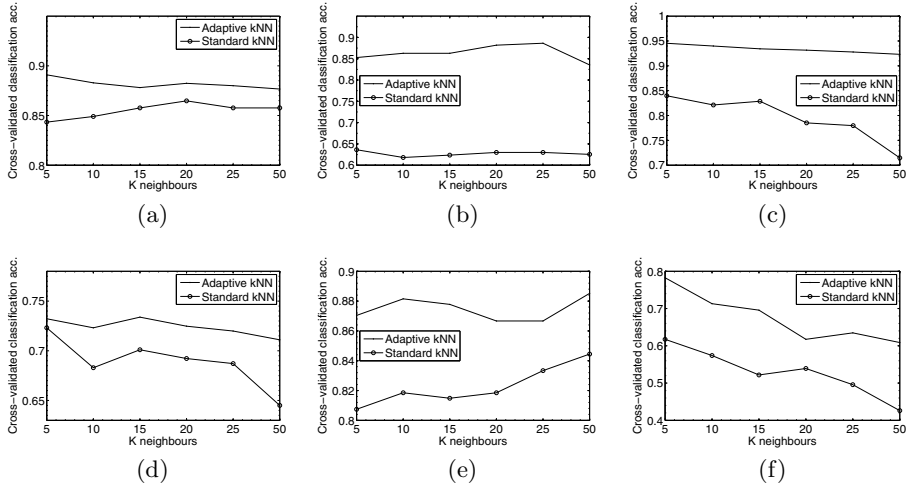 Cross−validated classification acc.
0.9
0.85
0.8
5 10 15 20 25 50
K neighbours
Adaptive kNN
Standard kNN
(a)
Cross−validated classification acc.
0.9
0.85
0.8
0.75
0.7
0.65
0.6
5 10 15 20 25 50
K neighbours
Adaptive kNN
Standard kNN
(b)
Cross−validated classification acc.
1
0.95
0.9
0.85
0.8
0.75
0.7
5 10 15 20 25 50
K neighbours
Adaptive kNN
Standard kNN
(c)
Cross−validated classification acc.
0.75
0.7
0.65
5 10 15 20 25 50
K neighbours
Adaptive kNN
Standard kNN
(d)
Cross−validated classification acc.
0.9
0.88
0.86
0.84
0.82
0.8
5 10 15 20 25 50
K neighbours
Adaptive kNN
Standard kNN
(e)
Cross−validated classification acc.
0.8
0.7
0.6
0.5
0.4
5 10 15 20 25 50
K neighbours
Adaptive kNN
Standard kNN
(f)